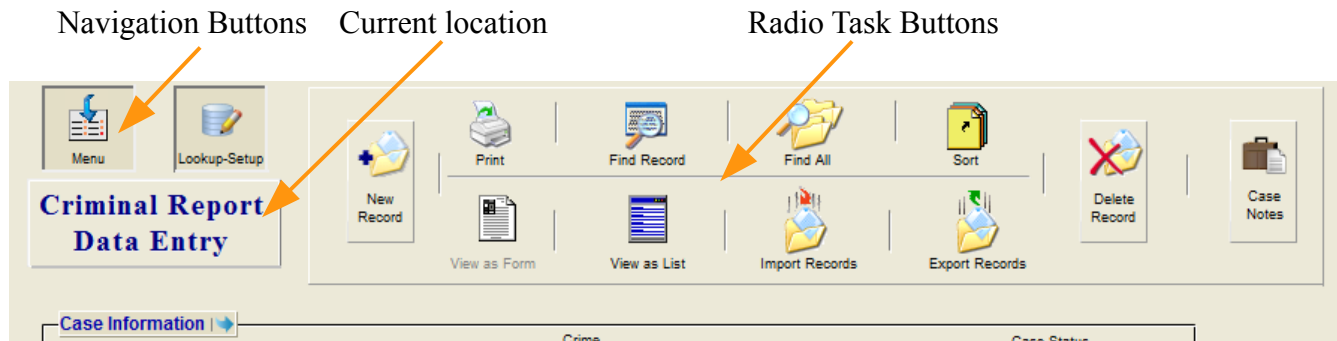 Navigation Buttons Current location Radio Task Buttons
Menu Lookup-Setup
Print Find Record Find All Sort
Criminal Report
Data Entry
New
Record
Delete
Record
Case
Notes
View as Form View as List Import Records Export Records
Case Information
Crime Case Status